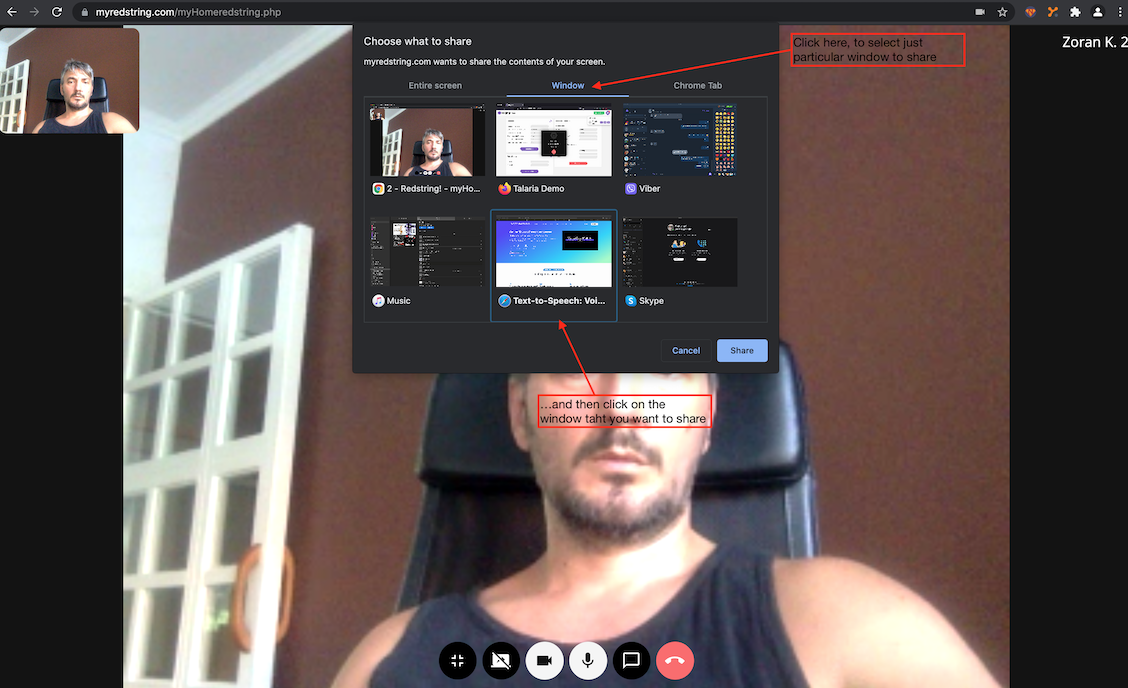 myredstring.com/myHomeredstring.php
Zoran K. 2
Choose what to share
myredstring.com wants to share the contents of your screen.
Click here, to select just
particular window to share
Entire screen
Window
Chrome Tab
2 - Redstring! - myHo...
Talaria Demo
Viber
Music
Text-to-Speech: Voi...
Skype
Cancel
Share
...and then click on the
window taht you want to share